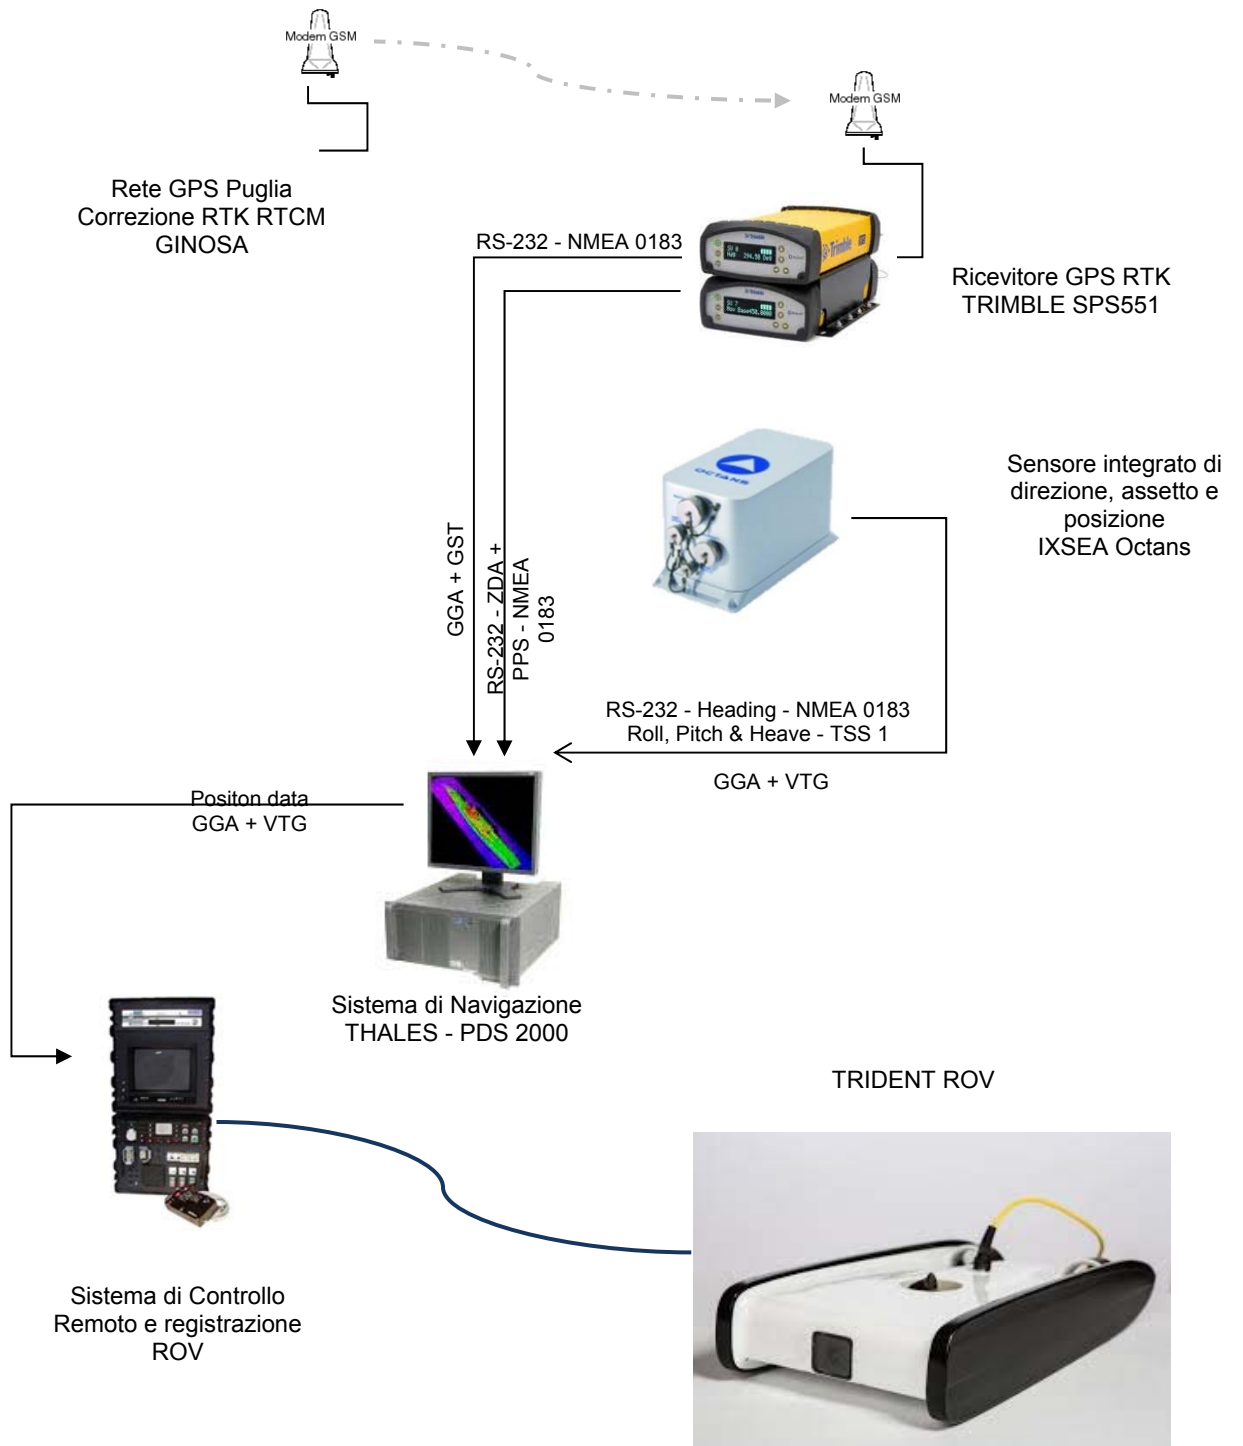 Modem GSM
Modem GSM
Rete GPS Puglia
Correzione RTK RTCM
GINOSA
RS-232 - NMEA 0183
Trimble
Ricevitore GPS RTK
TRIMBLE SPS551
OCTANS
Sensore integrato di
direzione, assetto e
posizione
IXSEA Octans
GGA + GST
RS-232 - ZDA +
PPS - NMEA
0183
RS-232 - Heading - NMEA 0183
Roll, Pitch & Heave - TSS 1
GGA + VTG
Positon data
GGA + VTG
Sistema di Navigazione
THALES - PDS 2000
TRIDENT ROV
Sistema di Controllo
Remoto e registrazione
ROV